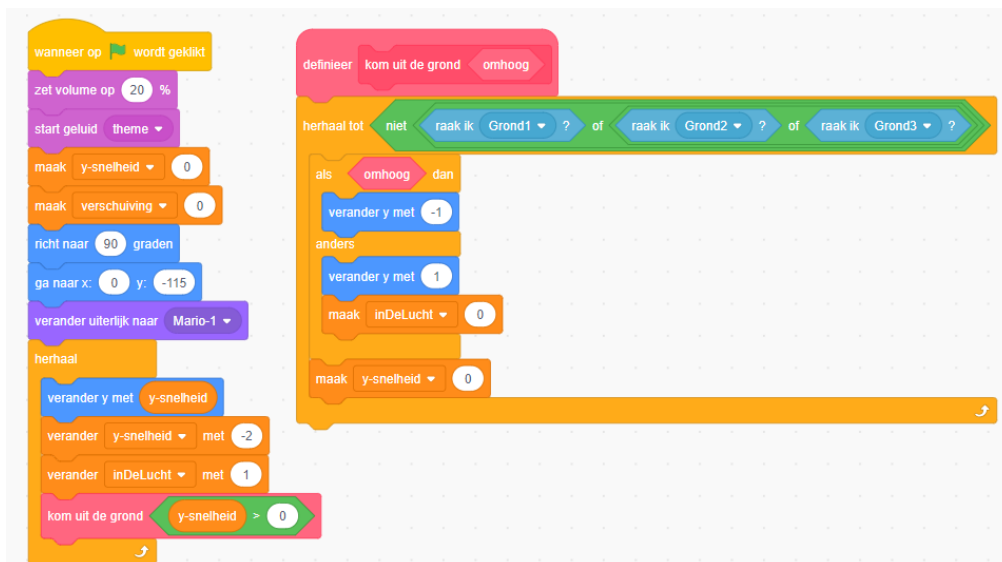 wanneer op wordt geklikt
zet volume op 20 %
start geluid theme
maak y-snelheid 0
maak verschuiving 0
richt naar 90 graden
ga naar x: 0 y: -115
verander uiterlijk naar Mario-1
herhaal
verander y met y-snelheid
verander y-snelheid met -2
verander inDeLucht met 1
kom uit de grond y-snelheid > 0
definieer kom uit de grond omhoog
herhaal tot niet raak ik Grond1 ? of raak ik Grond2 ? of raak ik Grond3 ?
als omhoog dan
verander y met -1
anders
verander y met 1
maak inDeLucht 0
maak y-snelheid 0